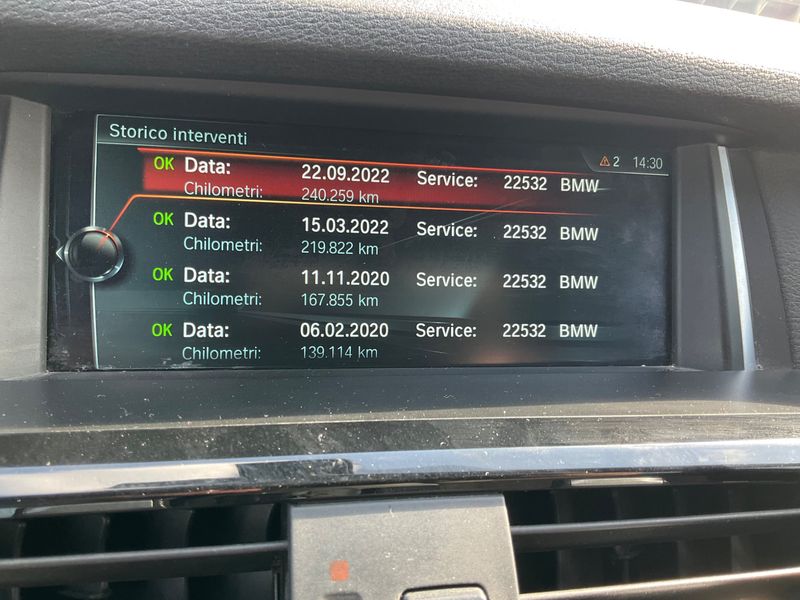 Storico interventi
2 14:30
OK Data: 22.09.2022 Service: 22532 BMW
Chilometri: 240.259 km
OK Data: 15.03.2022 Service: 22532 BMW
Chilometri: 219.822 km
OK Data: 11.11.2020 Service: 22532 BMW
Chilometri: 167.855 km
OK Data: 06.02.2020 Service: 22532 BMW
Chilometri: 139.114 km